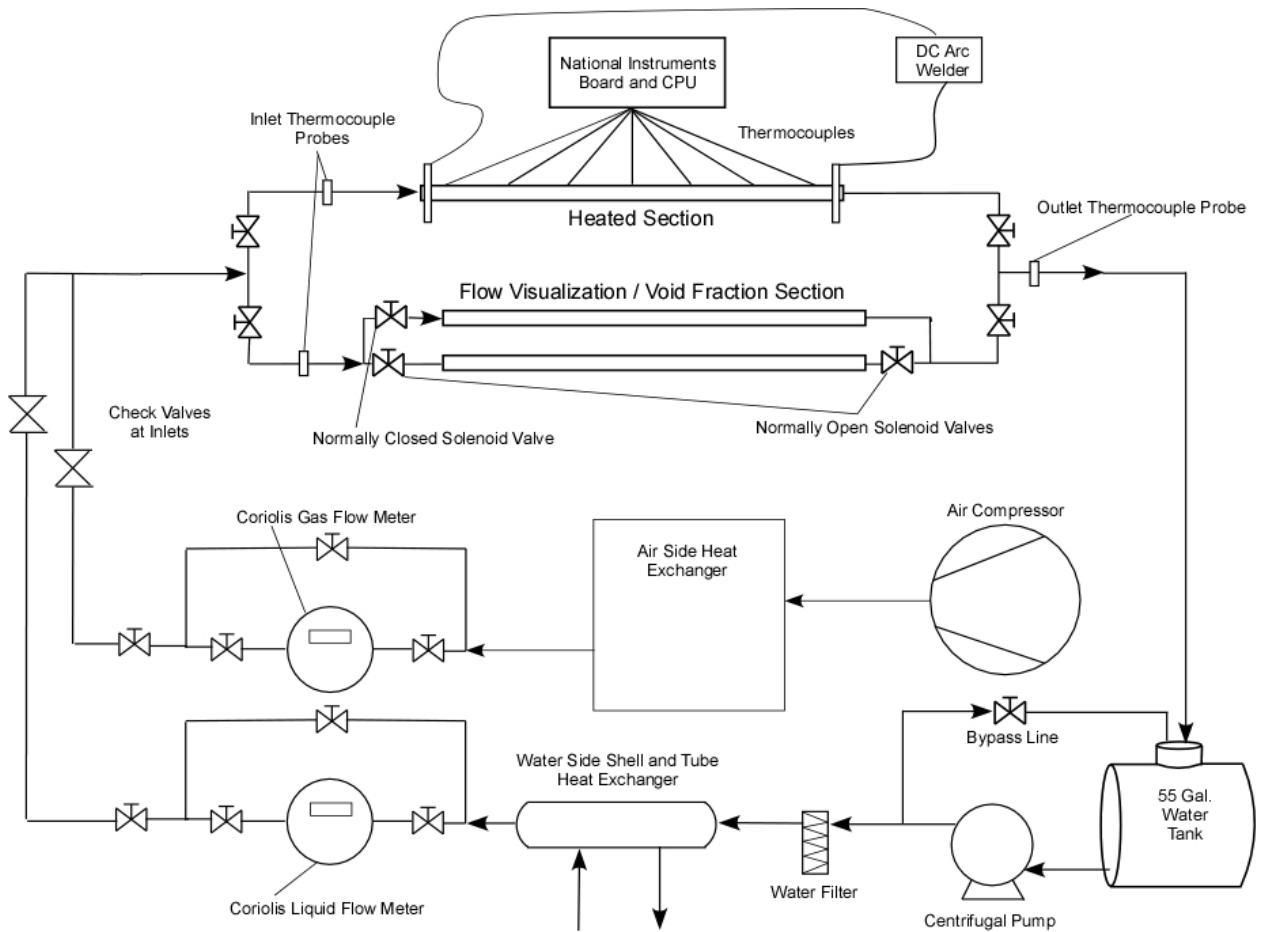 National Instruments
Board and CPU
DC Arc
Welder
Inlet Thermocouple
Probes
Thermocouples
Heated Section
Outlet Thermocouple Probe
Flow Visualization / Void Fraction Section
Check Valves
at Inlets
Normally Closed Solenoid Valve
Normally Open Solenoid Valves
Coriolis Gas Flow Meter
Air Side Heat
Exchanger
Air Compressor
Bypass Line
Water Side Shell and Tube
Heat Exchanger
55 Gal.
Water
Tank
Water Filter
Coriolis Liquid Flow Meter
Centrifugal Pump